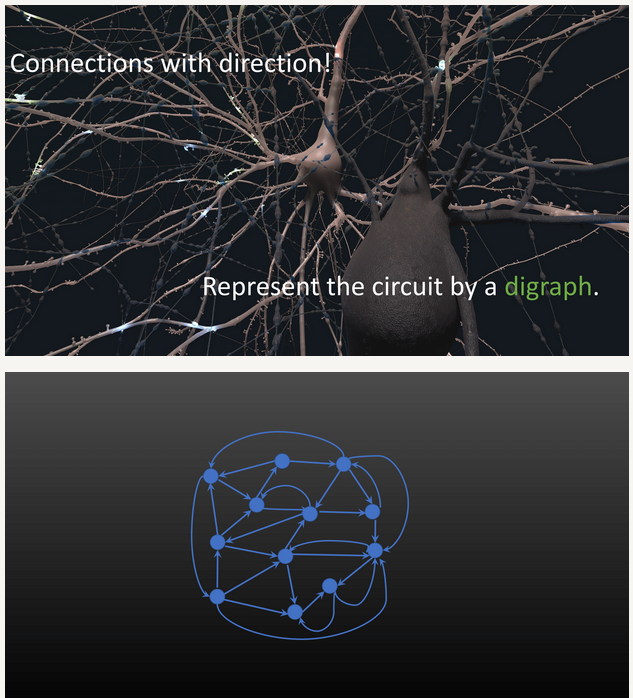 Connections with direction!
Represent the circuit by a digraph.